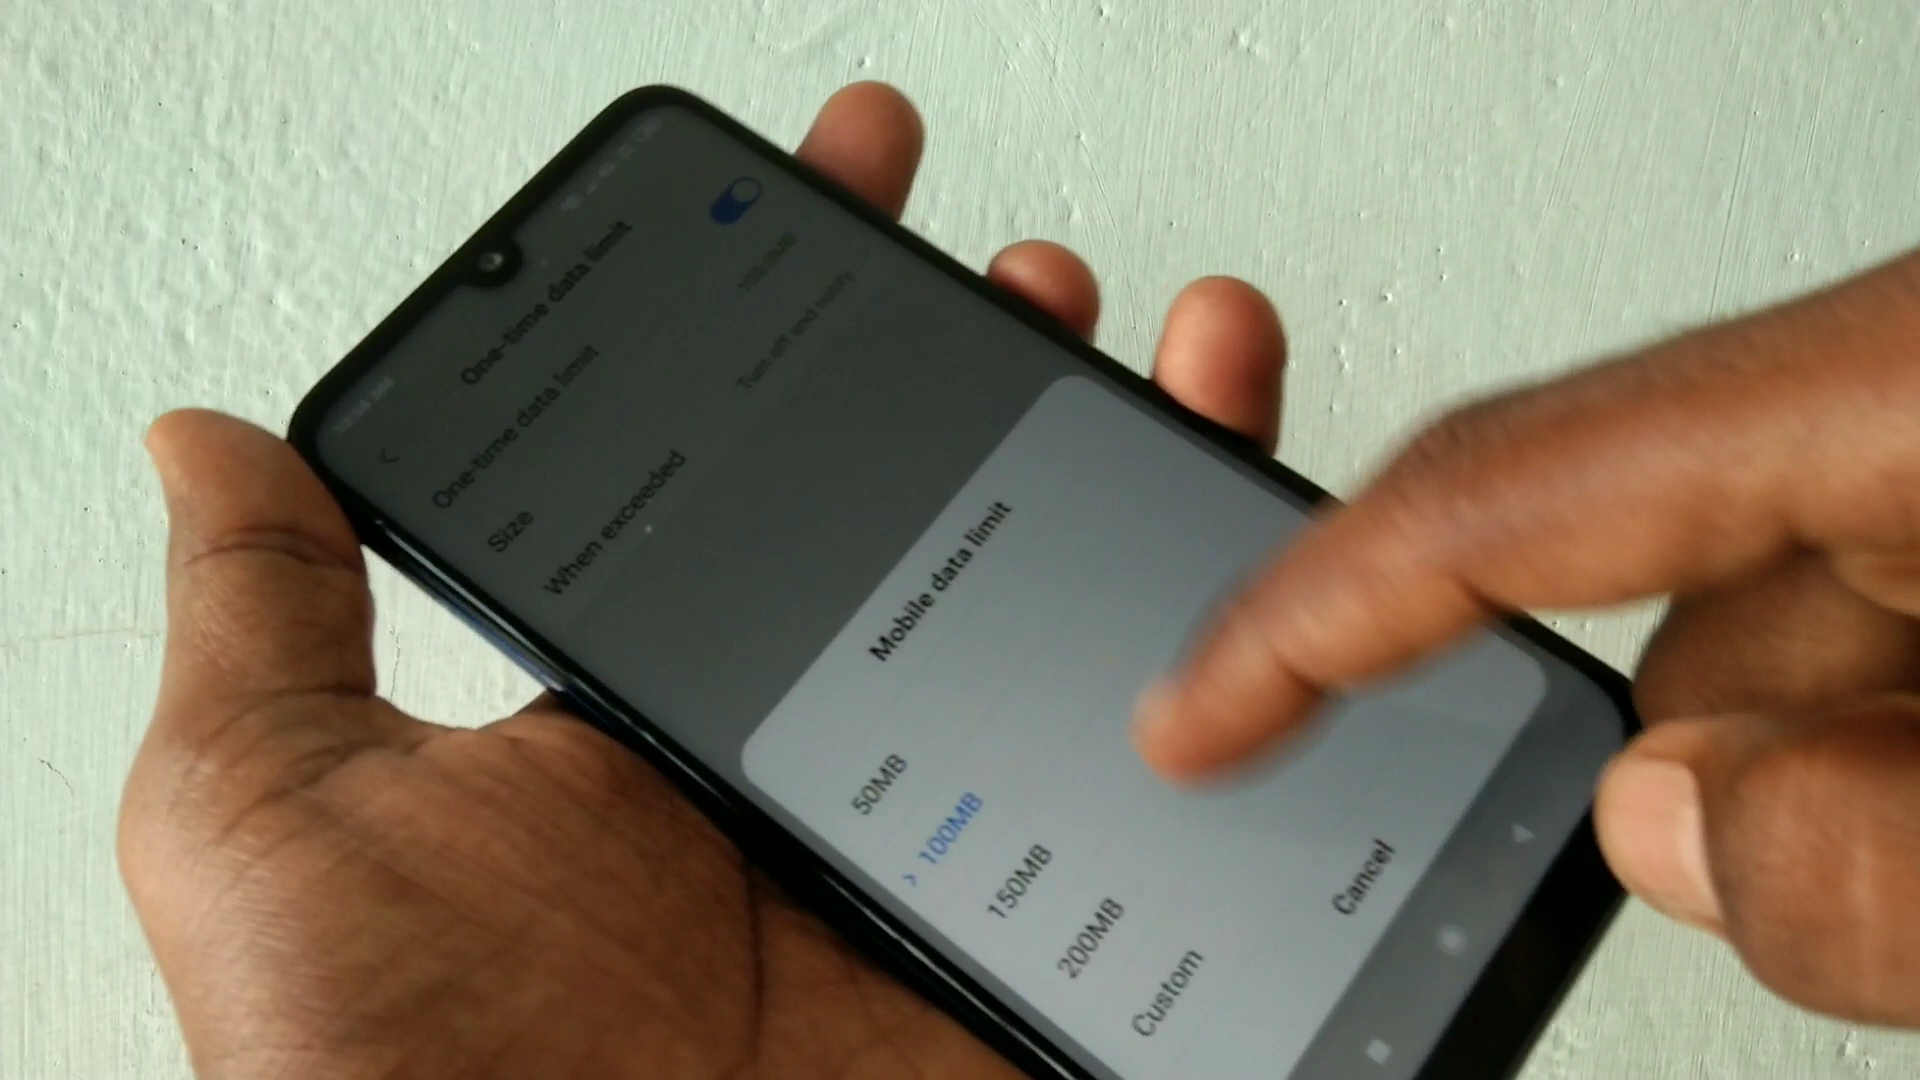 One-time data limit
One-time data limit
Size
When exceeded Turn off and notify
Mobile data limit
50MB
100MB
150MB
200MB
Custom
Cancel